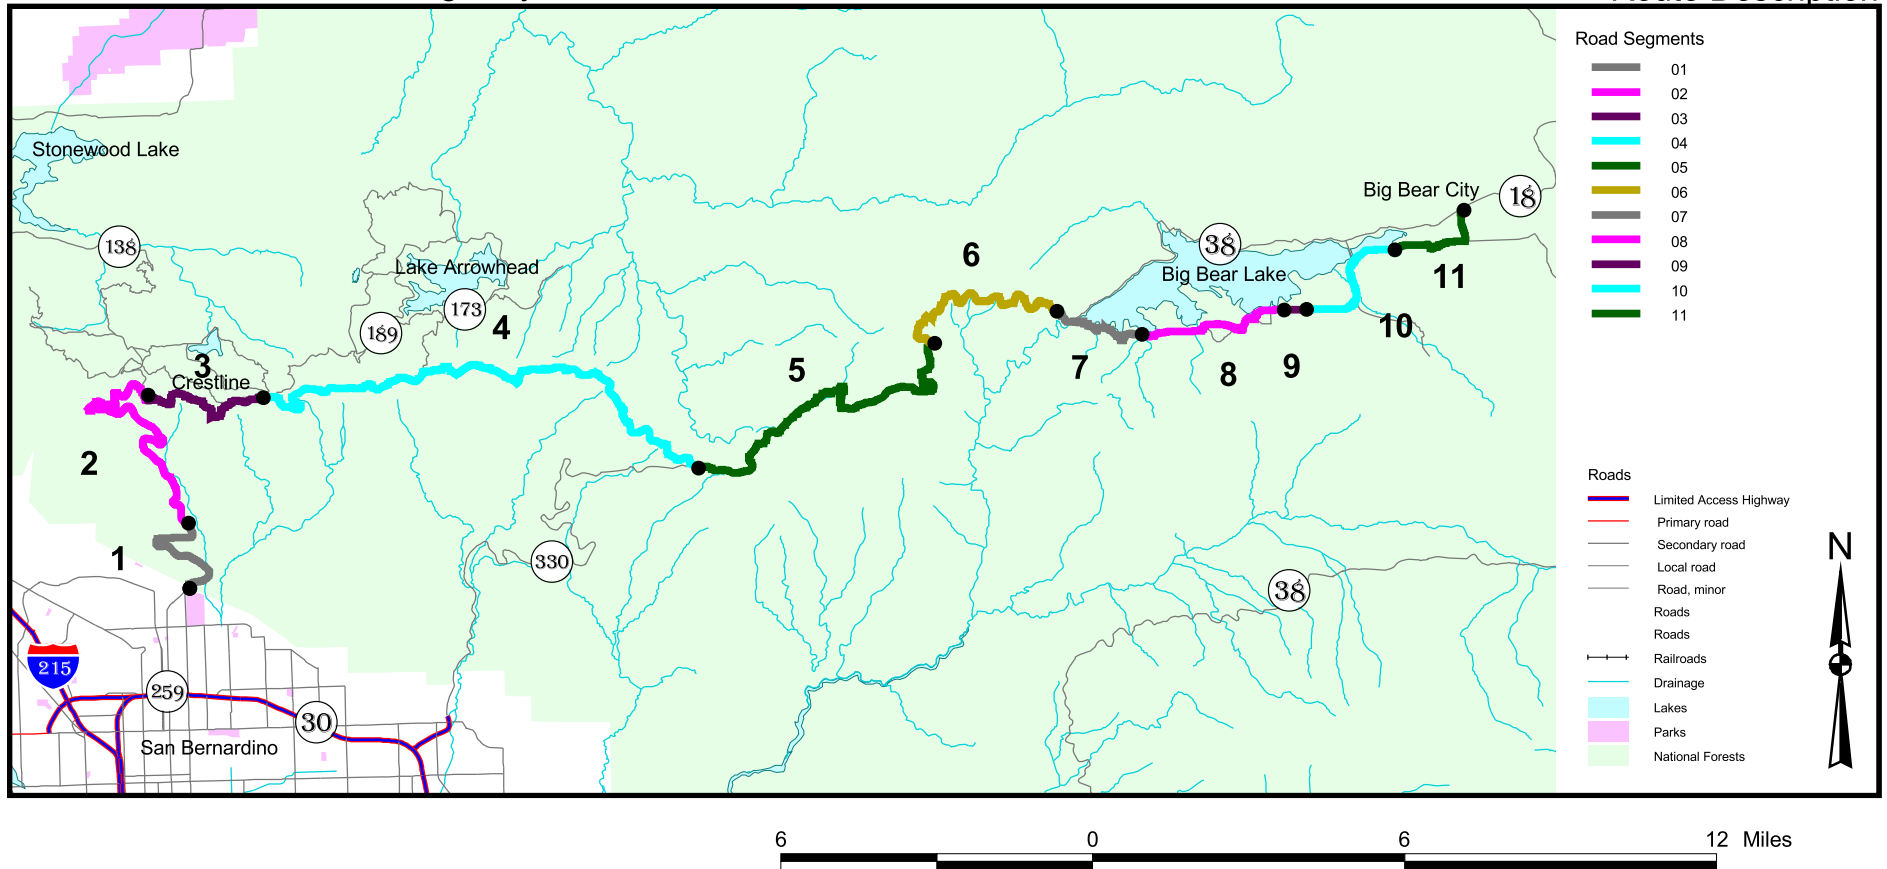 Road Segments
01
02
03
04
05
06
07
08
09
10
11
Stonewood Lake
Big Bear City
18
138
38
6
Lake Arrowhead
Big Bear Lake
11
173
4
189
10
3
5
7
8
9
Crestline
2
Roads
Limited Access Highway
Primary road
Secondary road
Local road
Road, minor
Roads
Roads
Railroads
Drainage
Lakes
Parks
National Forests
N
1
330
38
215
259
30
San Bernardino
6 0 6 12 Miles